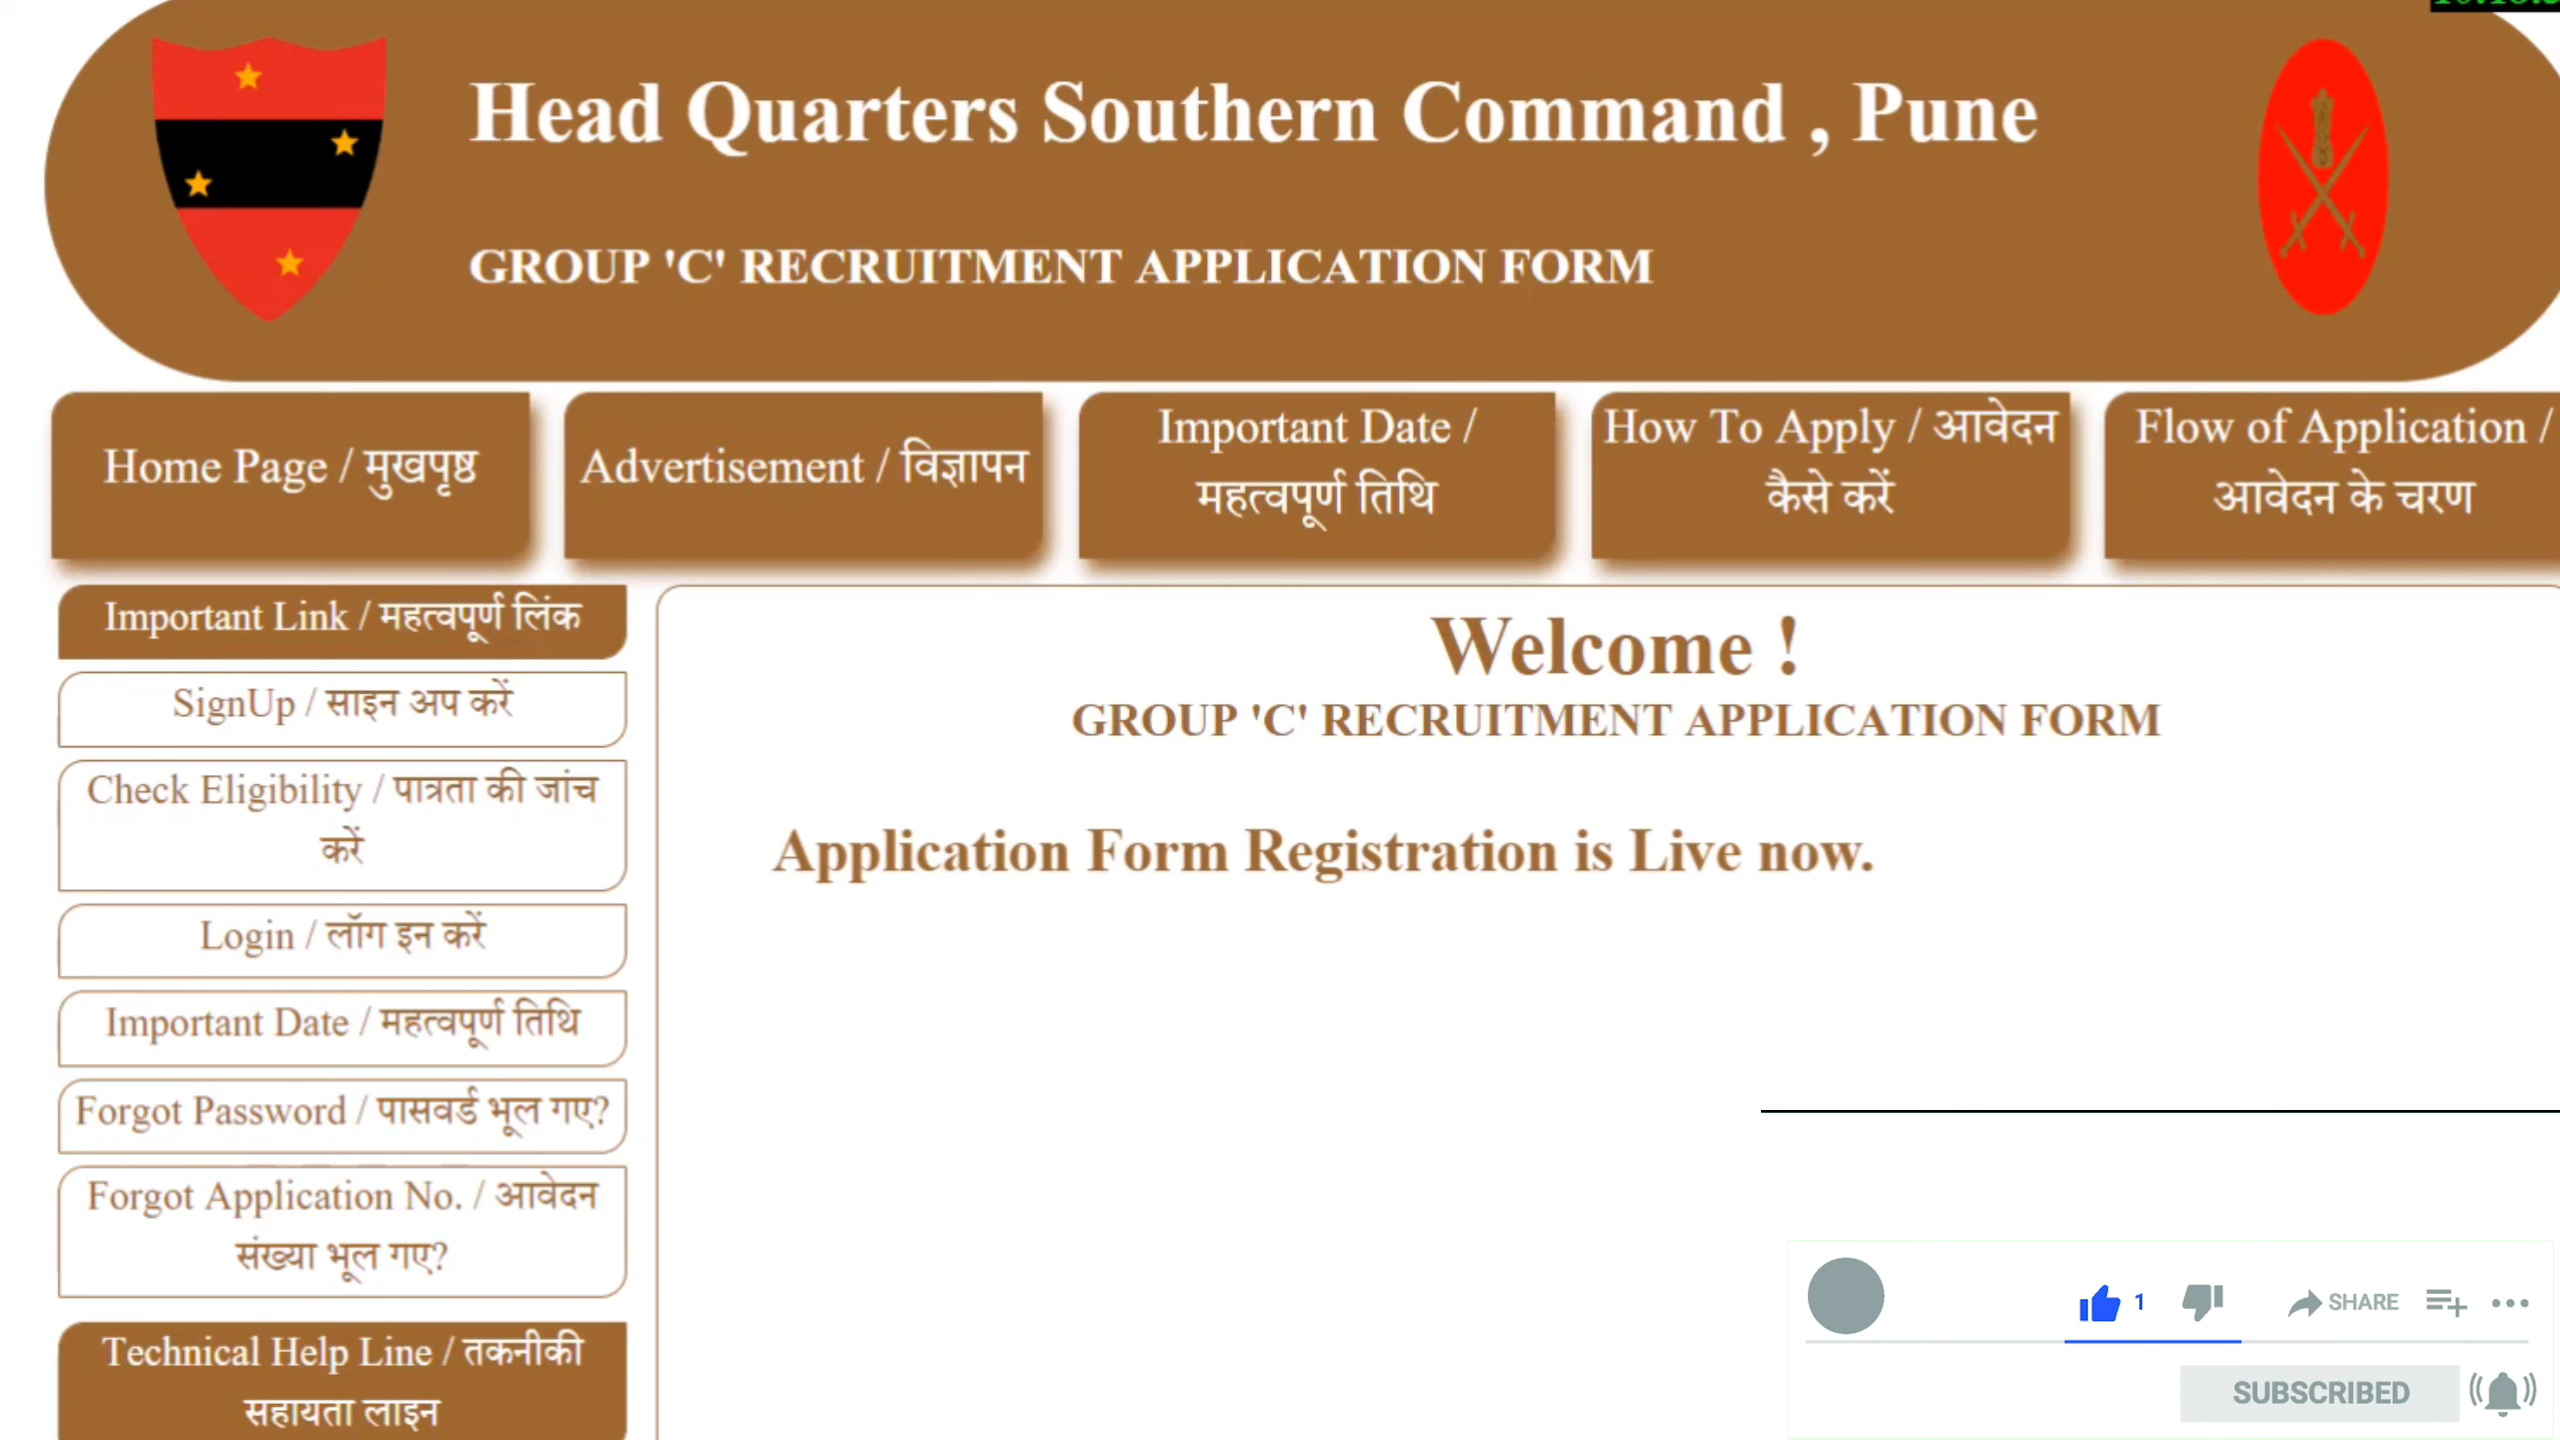 Head Quarters Southern Command , Pune
GROUP 'C' RECRUITMENT APPLICATION FORM
Home Page / मुखपृष्ठ
Advertisement / विज्ञापन
Important Date /
महत्वपूर्ण तिथि
How To Apply / आवेदन
कैसे करें
Flow of Application /
आवेदन के चरण
Important Link / महत्वपूर्ण लिंक
SignUp / साइन अप करें
Check Eligibility / पात्रता की जांच
करें
Login / लॉग इन करें
Important Date / महत्वपूर्ण तिथि
Forgot Password / पासवर्ड भूल गए?
Forgot Application No. / आवेदन
संख्या भूल गए?
Technical Help Line / तकनीकी
सहायता लाइन
Welcome !
GROUP 'C' RECRUITMENT APPLICATION FORM
Application Form Registration is Live now.
1
SHARE
SUBSCRIBED